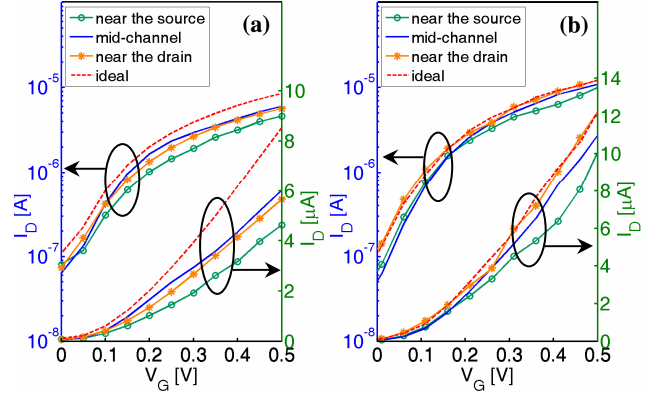 near the source
mid-channel
near the drain
ideal
(a)
10^-5
10^-6
10^-7
10^-8
I_D [A]
10
8
6
4
2
0
I_D [μA]
0
0.1
0.2
0.3
0.4
0.5
V_G [V]
near the source
mid-channel
near the drain
ideal
(b)
10^-5
10^-6
10^-7
10^-8
I_D [A]
14
12
10
8
6
4
2
0
I_D [μA]
0
0.1
0.2
0.3
0.4
0.5
V_G [V]